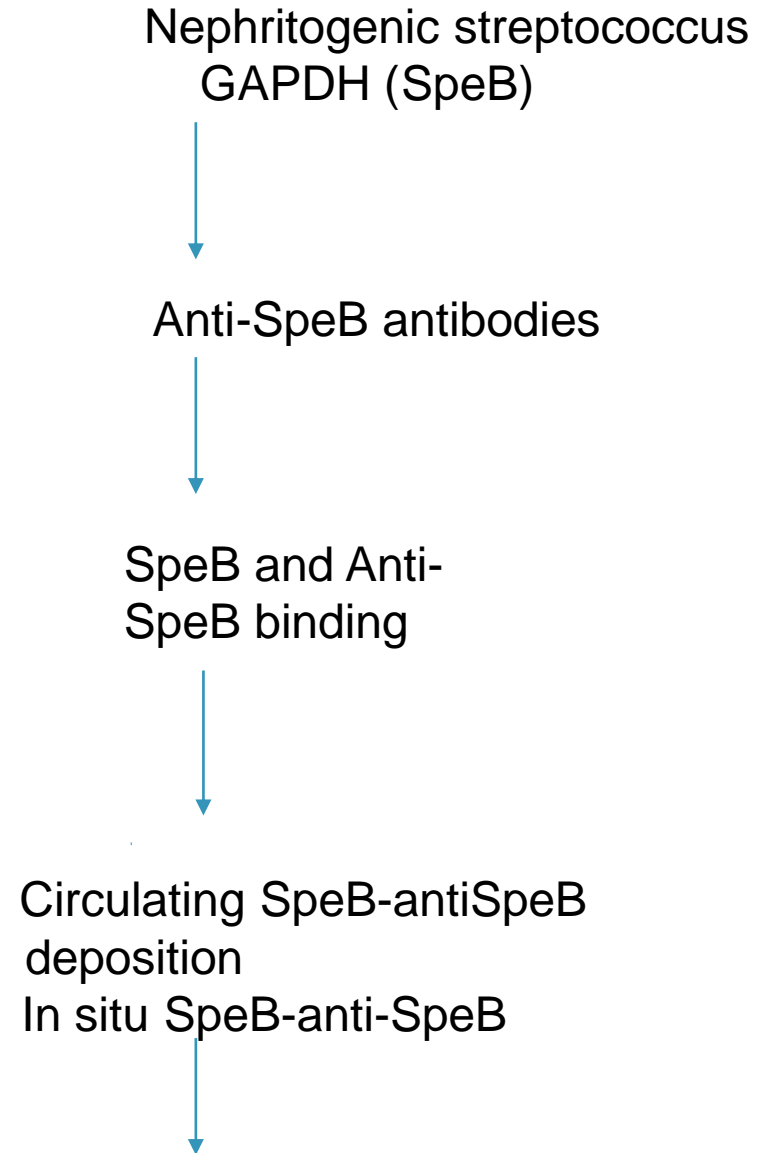 Nephritogenic streptococcus
GAPDH (SpeB)
Anti-SpeB antibodies
SpeB and Anti-
SpeB binding
Circulating SpeB-antiSpeB
deposition
In situ SpeB-anti-SpeB